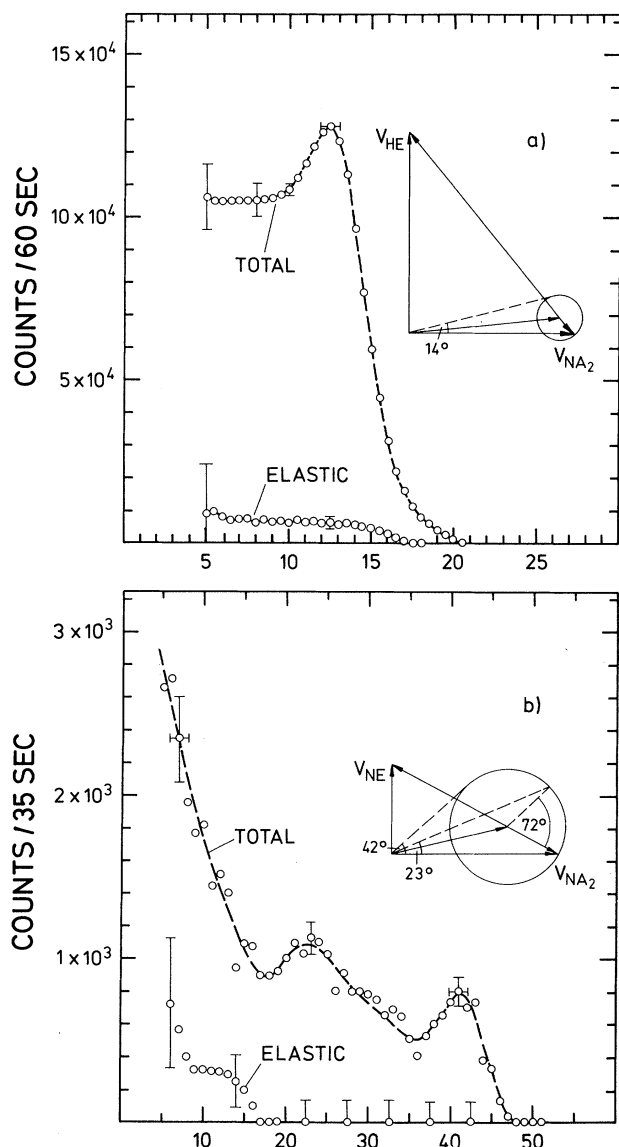 15×10⁴
10×10⁴
5×10⁴
COUNTS / 60 SEC
a)
V_HE
V_NA₂
14°
TOTAL
ELASTIC
5 10 15 20 25
3×10³
2×10³
1×10³
COUNTS / 35 SEC
b)
V_NE
V_NA₂
72°
42°
23°
TOTAL
ELASTIC
10 20 30 40 50